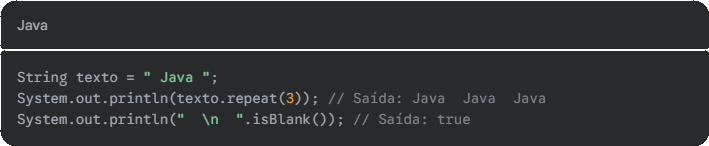 Java
String texto = " Java ";
System.out.println(texto.repeat(3)); // Saída: Java  Java  Java
System.out.println("  \n  ".isBlank()); // Saída: true